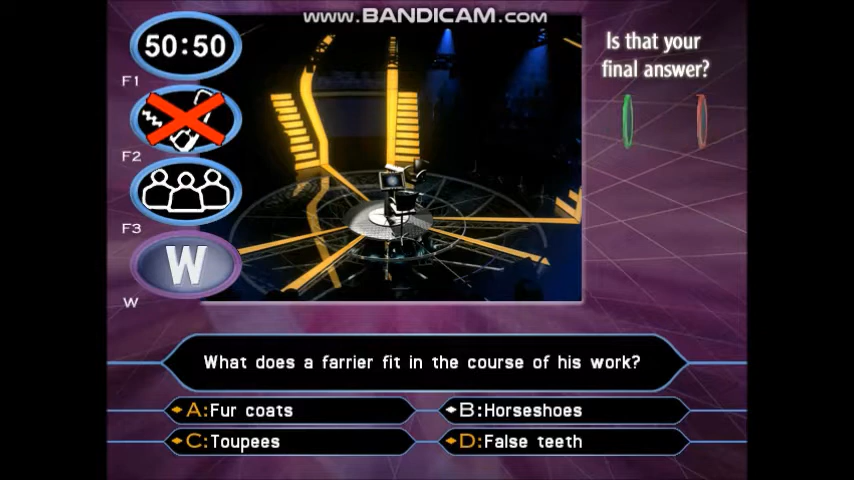 www.BANDICAM.com
50:50
Is that your
final answer?
F1
F2
F3
W
W
What does a farrier fit in the course of his work?
A:Fur coats
B:Horseshoes
C:Toupees
D:False teeth